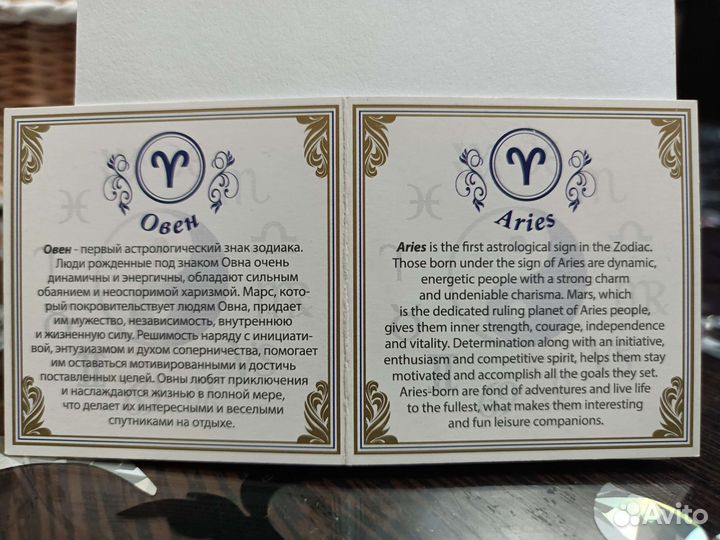 Овен
Овен - первый астрологический знак зодиака.
Люди рожденные под знаком Овна очень
динамичны и энергичны, обладают сильным
обаянием и неоспоримой харизмой. Марс, кото-
рый покровительствует людям Овна, придает
им мужество, независимость, внутреннюю
и жизненную силу. Решимость наряду с инициати-
вой, энтузиазмом и духом соперничества, помогает
им оставаться мотивированными и достичь
поставленных целей. Овны любят приключения
и наслаждаются жизнью в полной мере,
что делает их интересными и веселыми
спутниками на отдыхе.
Aries
Aries is the first astrological sign in the Zodiac.
Those born under the sign of Aries are dynamic,
energetic people with a strong charm
and undeniable charisma. Mars, which
is the dedicated ruling planet of Aries people,
gives them inner strength, courage, independence
and vitality. Determination along with an initiative,
enthusiasm and competitive spirit, helps them stay
motivated and accomplish all the goals they set.
Aries-born are fond of adventures and live life
to the fullest, what makes them interesting
and fun leisure companions.
Avito